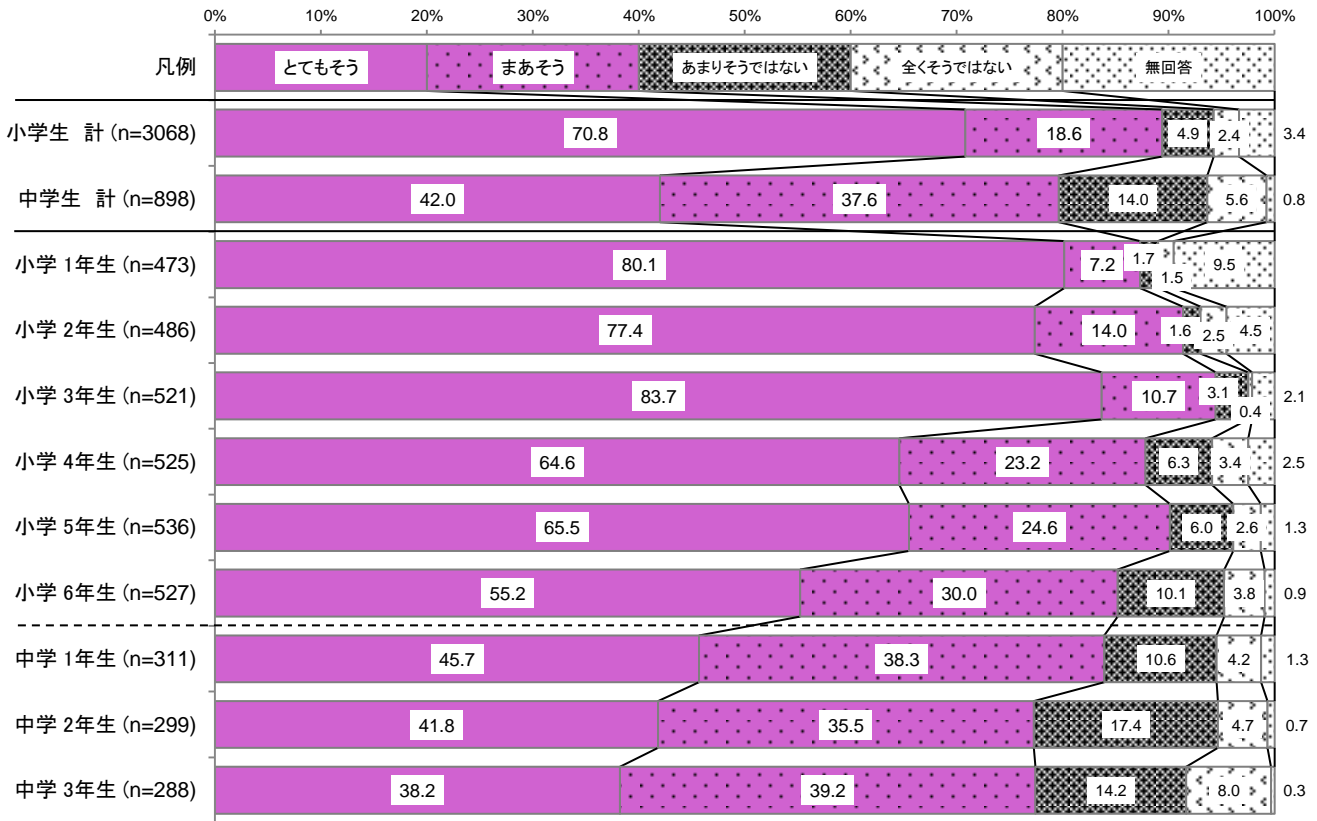 0% 10% 20% 30% 40% 50% 60% 70% 80% 90% 100%
凡例 とてもそう まあそう あまりそうではない 全くそうではない 無回答
小学生 計 (n=3068) 70.8 18.6 4.9 2.4 3.4
中学生 計 (n=898) 42.0 37.6 14.0 5.6 0.8
小学 1年生 (n=473) 80.1 7.2 1.7 1.5 9.5
小学 2年生 (n=486) 77.4 14.0 1.6 2.5 4.5
小学 3年生 (n=521) 83.7 10.7 3.1 0.4 2.1
小学 4年生 (n=525) 64.6 23.2 6.3 3.4 2.5
小学 5年生 (n=536) 65.5 24.6 6.0 2.6 1.3
小学 6年生 (n=527) 55.2 30.0 10.1 3.8 0.9
中学 1年生 (n=311) 45.7 38.3 10.6 4.2 1.3
中学 2年生 (n=299) 41.8 35.5 17.4 4.7 0.7
中学 3年生 (n=288) 38.2 39.2 14.2 8.0 0.3